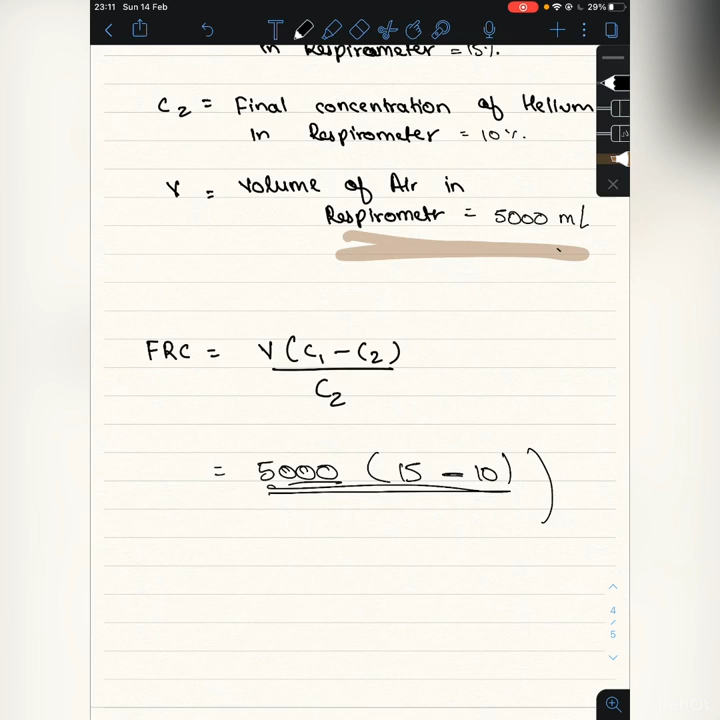 23:11 Sun 14 Feb
29%
in Respirometer = 15%.
C2 = Final concentration of Helium
in Respirometer = 10%.
V = Volume of Air in
Respirometr = 5000 mL
FRC = V(C1 - C2)
C2
= 5000 (15 - 10) )
4
/
5